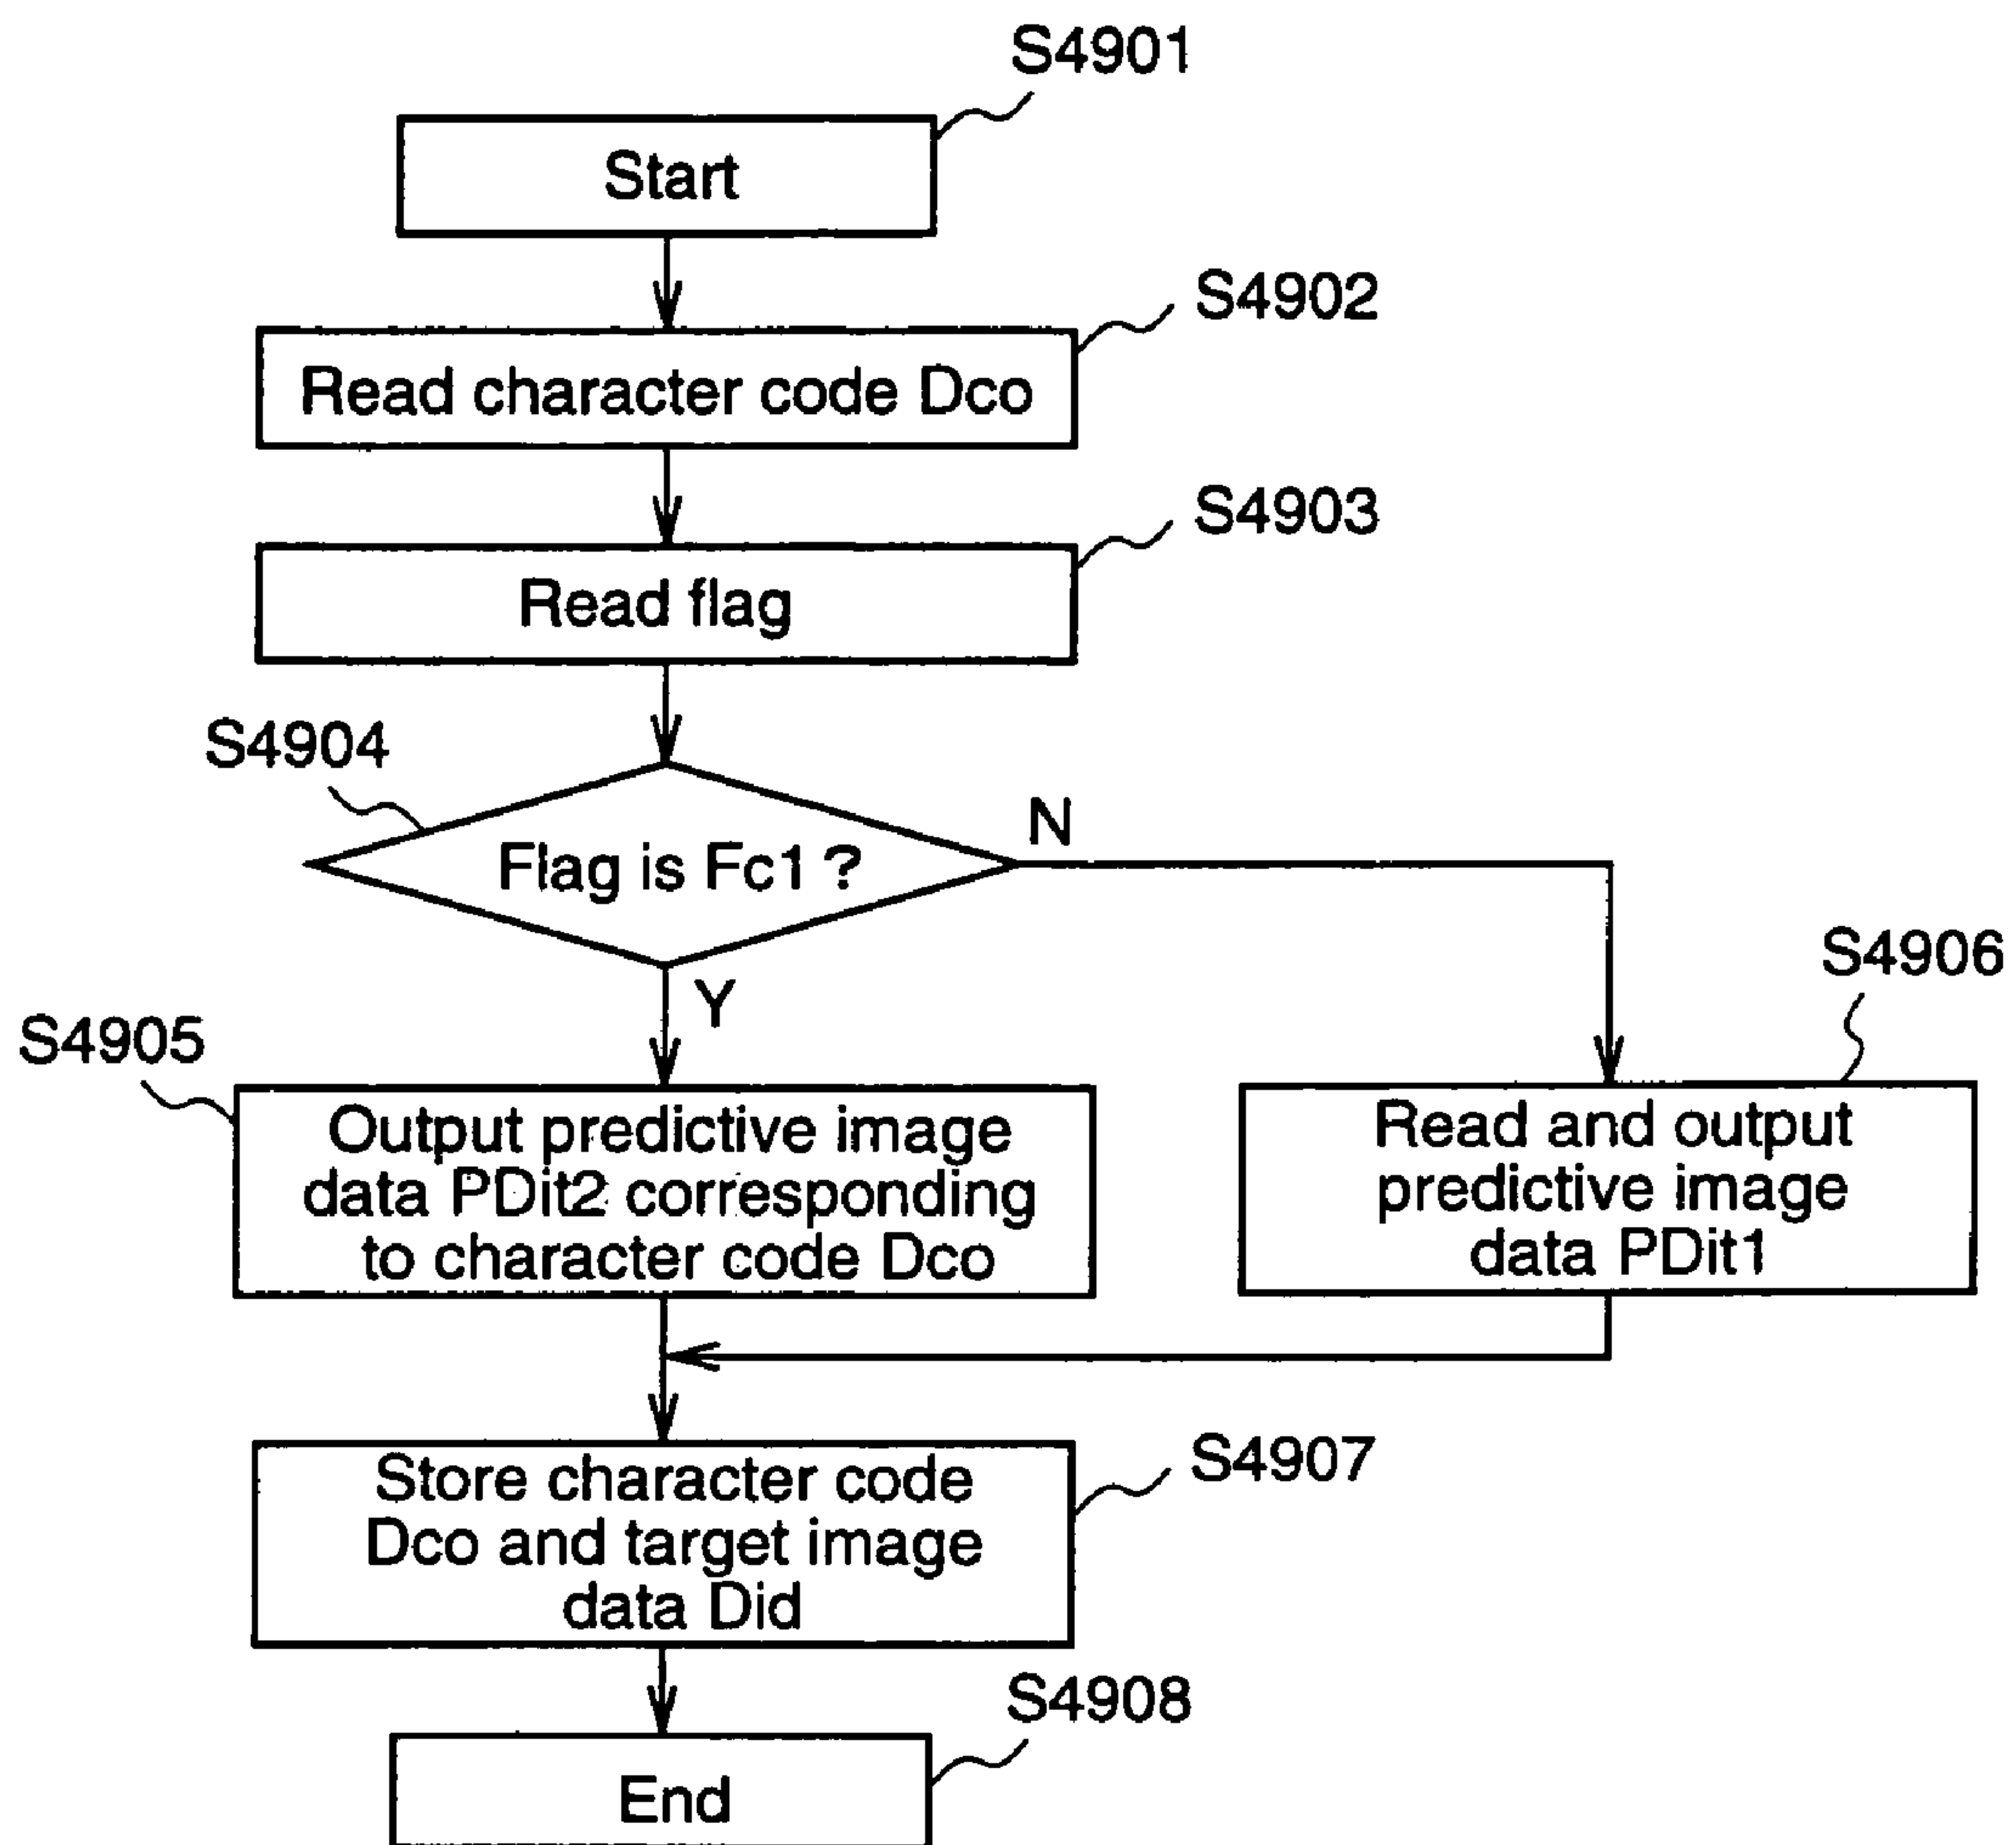 S4901
Start
S4902
Read character code Dco
S4903
Read flag
S4904
Flag is Fc1 ?
N
Y
S4905
Output predictive image
data PDit2 corresponding
to character code Dco
S4906
Read and output
predictive image
data PDit1
S4907
Store character code
Dco and target image
data Did
S4908
End